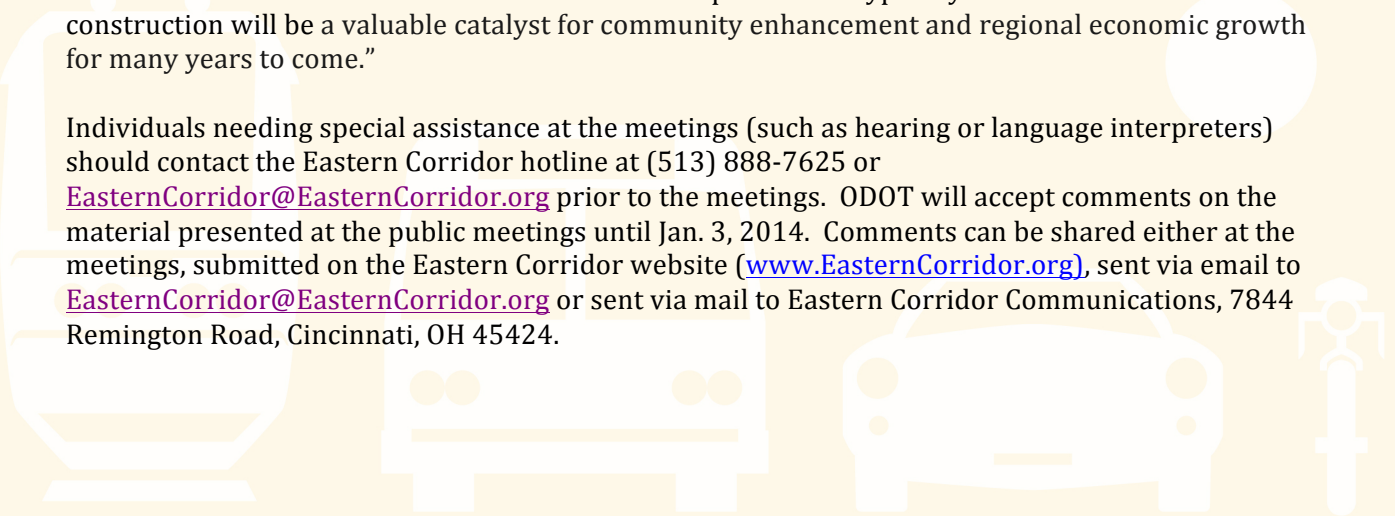 construction will be a valuable catalyst for community enhancement and regional economic growth
for many years to come.”
Individuals needing special assistance at the meetings (such as hearing or language interpreters)
should contact the Eastern Corridor hotline at (513) 888-7625 or
EasternCorridor@EasternCorridor.org prior to the meetings.  ODOT will accept comments on the
material presented at the public meetings until Jan. 3, 2014.  Comments can be shared either at the
meetings, submitted on the Eastern Corridor website (www.EasternCorridor.org), sent via email to
EasternCorridor@EasternCorridor.org or sent via mail to Eastern Corridor Communications, 7844
Remington Road, Cincinnati, OH 45424.